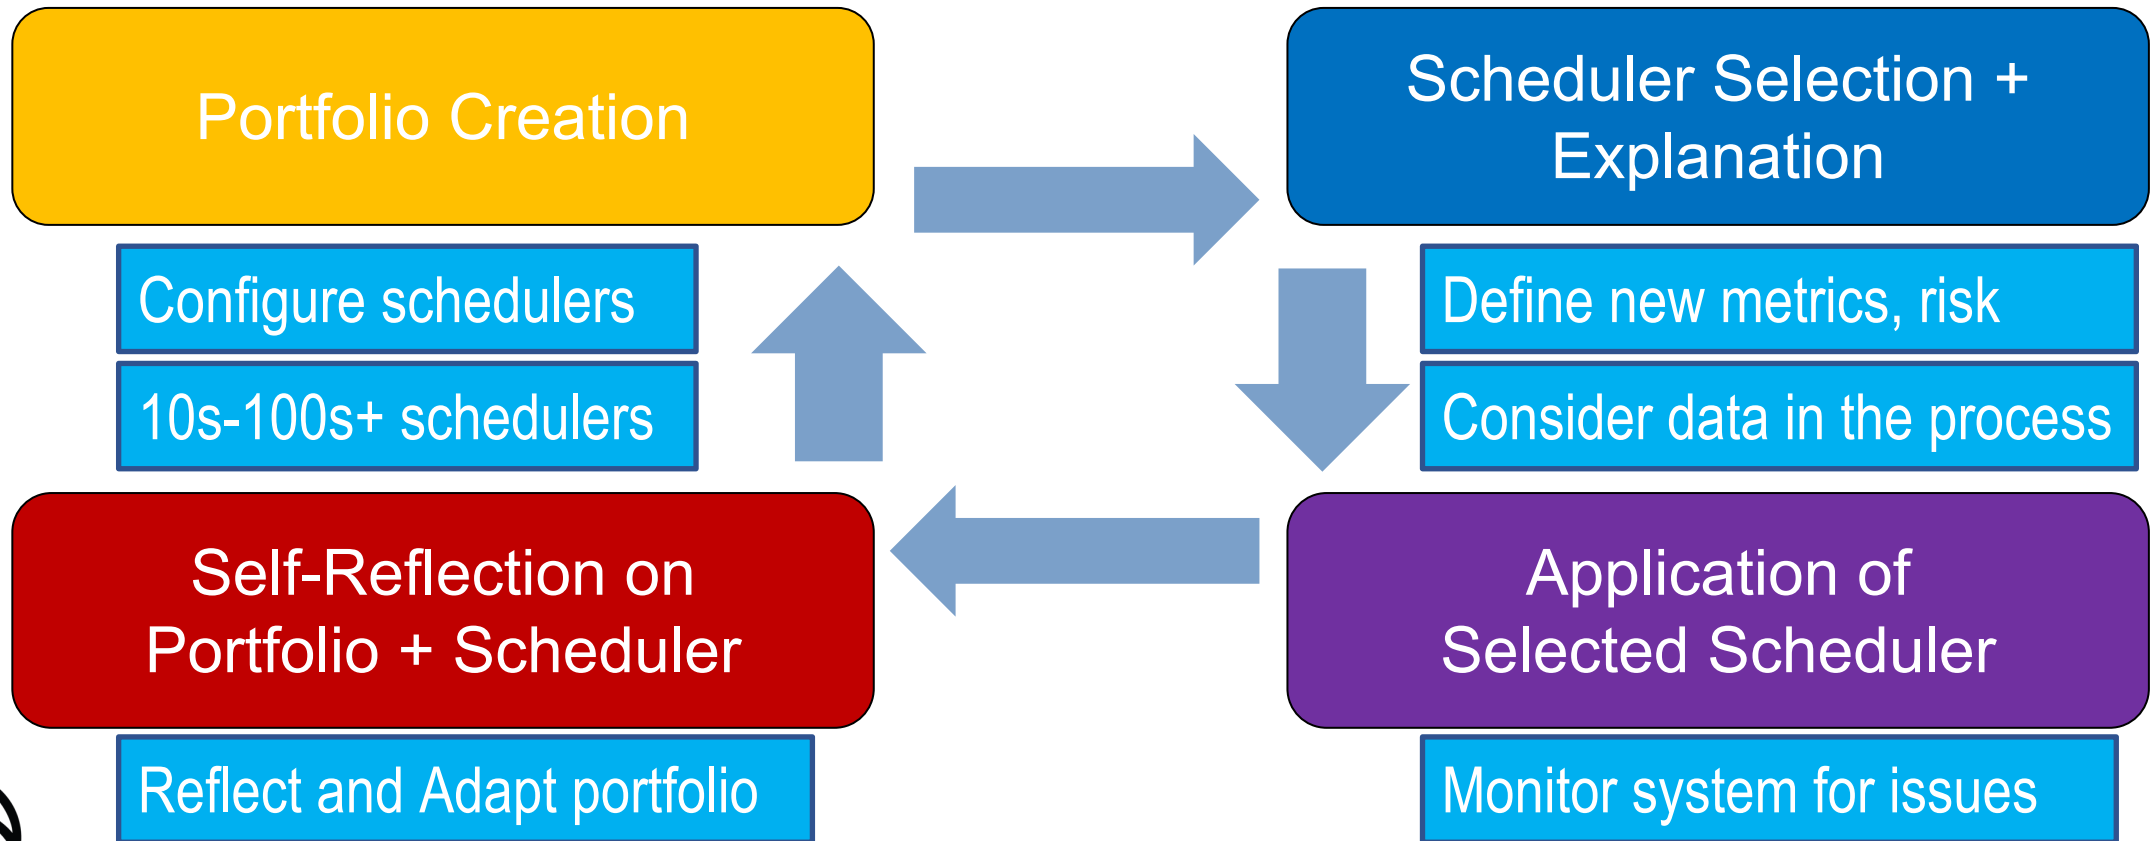 Portfolio Creation
Configure schedulers
10s-100s+ schedulers
Scheduler Selection +
Explanation
Define new metrics, risk
Consider data in the process
Application of
Selected Scheduler
Monitor system for issues
Self-Reflection on
Portfolio + Scheduler
Reflect and Adapt portfolio